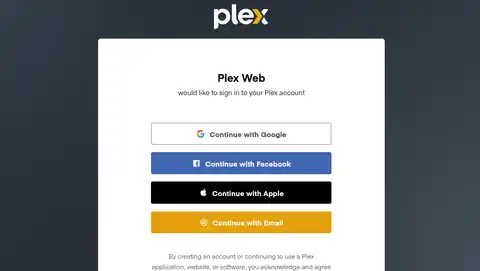 plex
Plex Web
would like to sign in to your Plex account
Continue with Google
Continue with Facebook
Continue with Apple
Continue with Email
By creating an account or continuing to use a Plex
application, website, or software, you acknowledge and agree